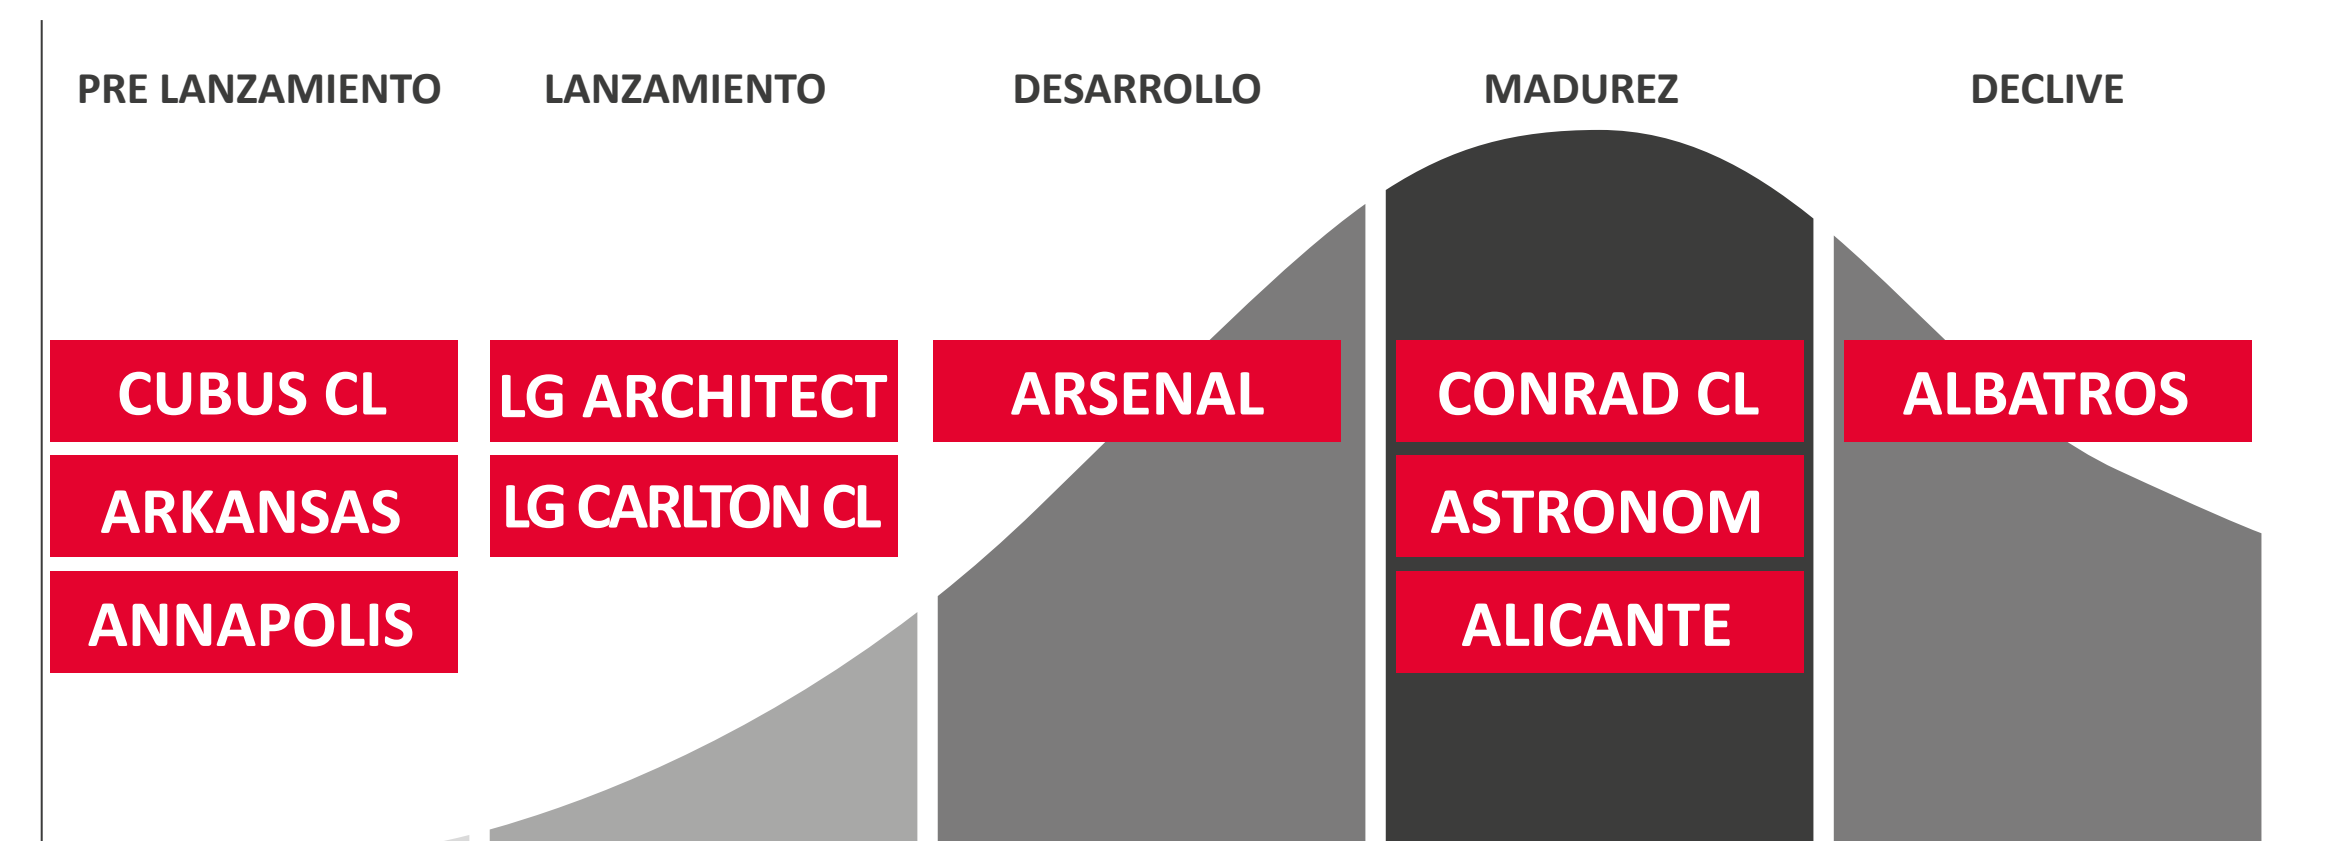 PRE LANZAMIENTO
LANZAMIENTO
DESARROLLO
MADUREZ
DECLIVE
CUBUS CL
LG ARCHITECT
ARSENAL
CONRAD CL
ALBATROS
ARKANSAS
LG CARLTON CL
ASTRONOM
ANNAPOLIS
ALICANTE